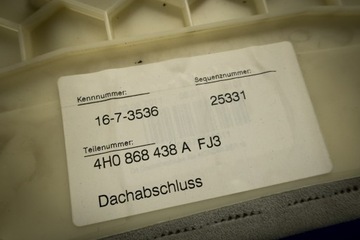 Kennnummer: Sequenznummer:
16-7-3536 25331
Teilenummer:
4H0 868 438 A FJ3
Dachabschluss